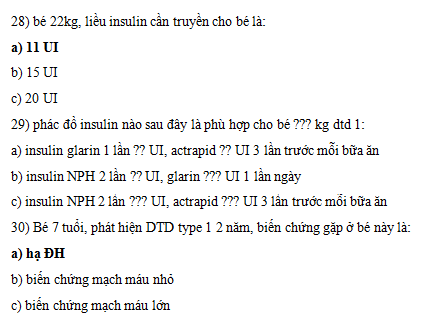 28) bé 22kg, liều insulin cần truyền cho bé là:
a) 11 UI
b) 15 UI
c) 20 UI
29) phác đồ insulin nào sau đây là phù hợp cho bé ??? kg dtd 1:
a) insulin glarin 1 lần ?? UI, actrapid ?? UI 3 lần trước mỗi bữa ăn
b) insulin NPH 2 lần ?? UI, glarin ??? UI 1 lần ngày
c) insulin NPH 2 lần ??? UI, actrapid ??? UI 3 lần trước mỗi bữa ăn
30) Bé 7 tuổi, phát hiện DTD type 1 2 năm, biến chứng gặp ở bé này là:
a) hạ ĐH
b) biến chứng mạch máu nhỏ
c) biến chứng mạch máu lớn